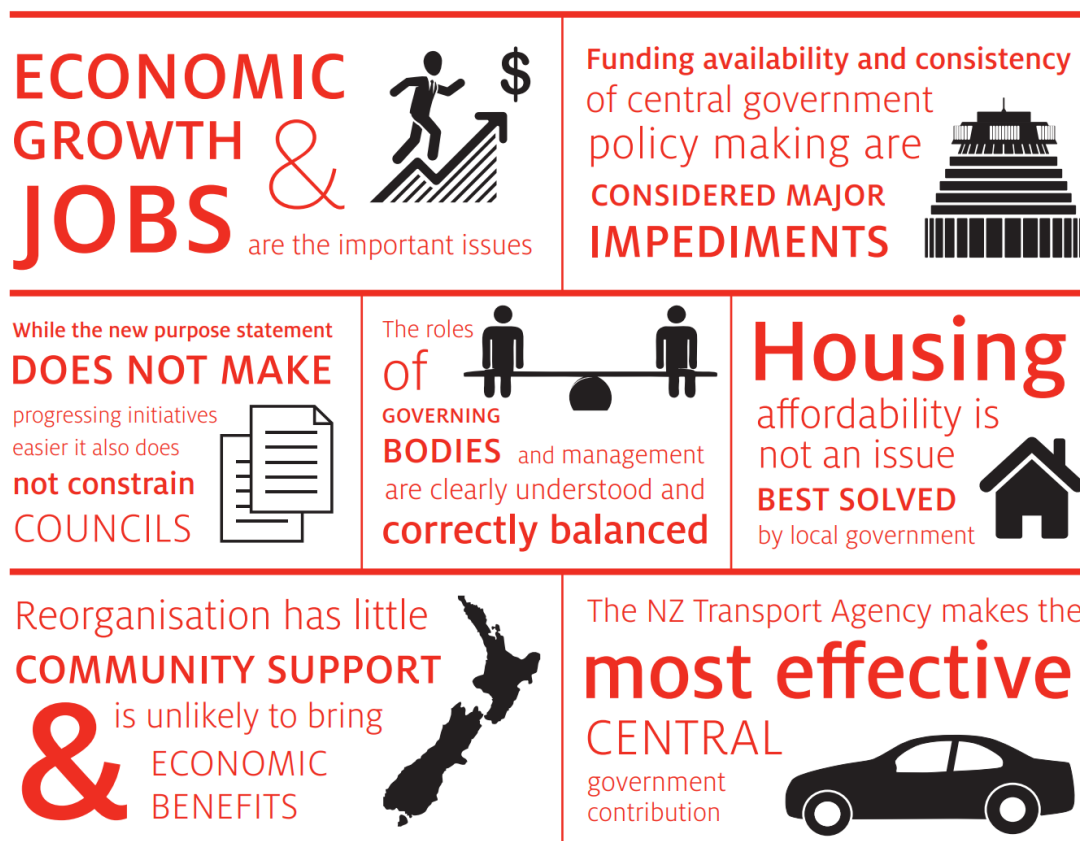 ECONOMIC
GROWTH &
JOBS are the important issues
$
Funding availability and consistency
of central government
policy making are
CONSIDERED MAJOR
IMPEDIMENTS
While the new purpose statement
DOES NOT MAKE
progressing initiatives
easier it also does
not constrain
COUNCILS
The roles
of
GOVERNING
BODIES and management
are clearly understood and
correctly balanced
Housing
affordability is
not an issue
BEST SOLVED
by local government
Reorganisation has little
COMMUNITY SUPPORT
& is unlikely to bring
ECONOMIC
BENEFITS
The NZ Transport Agency makes the
most effective
CENTRAL
government
contribution